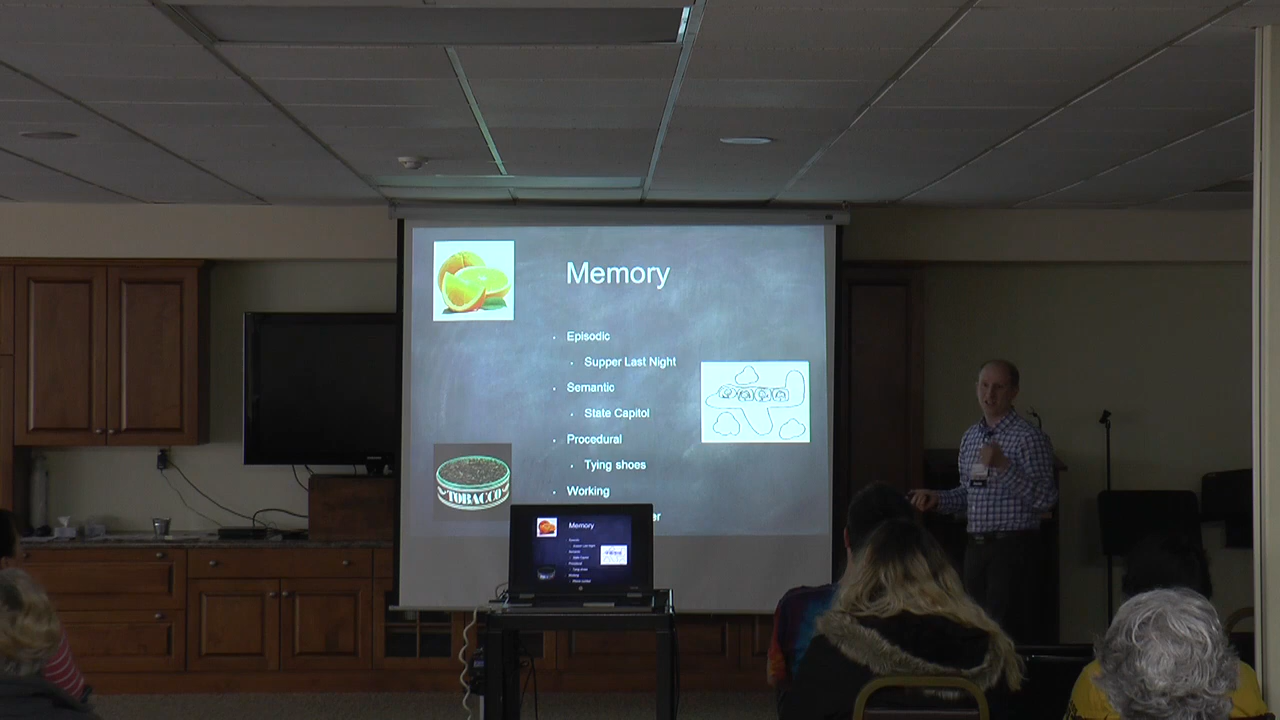 Memory
Episodic
Supper Last Night
Semantic
State Capitol
Procedural
Tying shoes
Working
TOBACCO
Memory